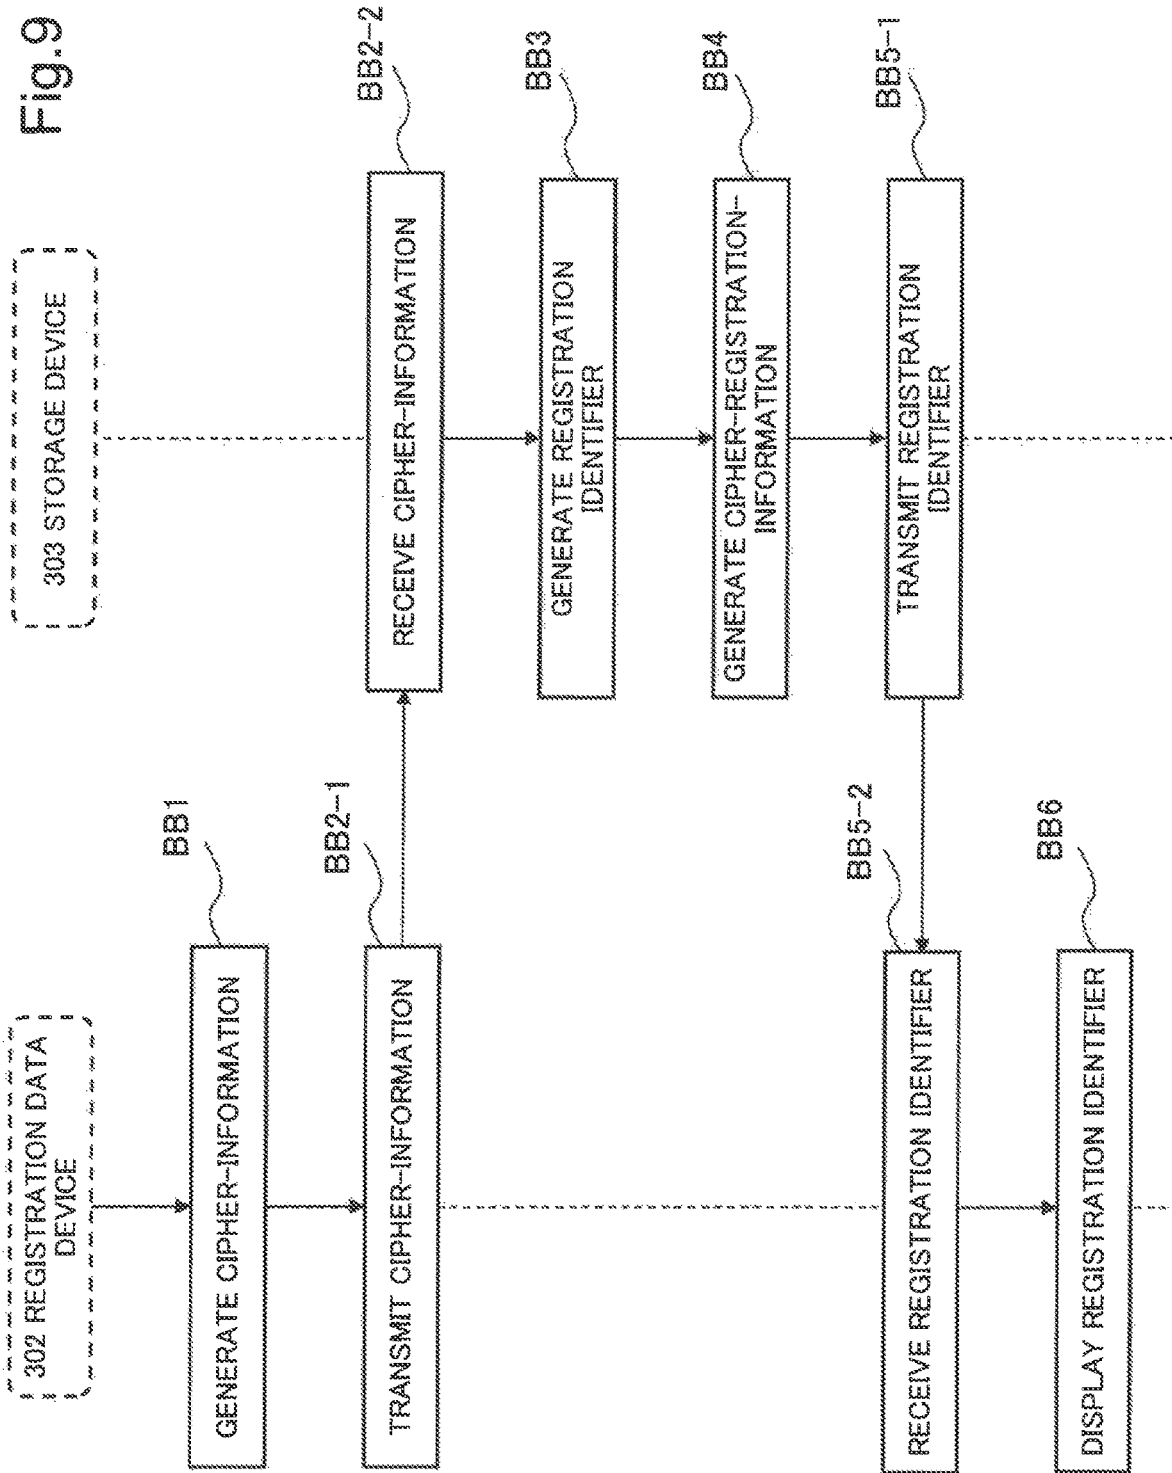 Fig.9
302 REGISTRATION DATA
DEVICE
303 STORAGE DEVICE
BB1
GENERATE CIPHER-INFORMATION
BB2-1
TRANSMIT CIPHER-INFORMATION
BB2-2
RECEIVE CIPHER-INFORMATION
BB3
GENERATE REGISTRATION
IDENTIFIER
BB4
GENERATE CIPHER-REGISTRATION-
INFORMATION
BB5-1
TRANSMIT REGISTRATION
IDENTIFIER
BB5-2
RECEIVE REGISTRATION IDENTIFIER
BB6
DISPLAY REGISTRATION IDENTIFIER